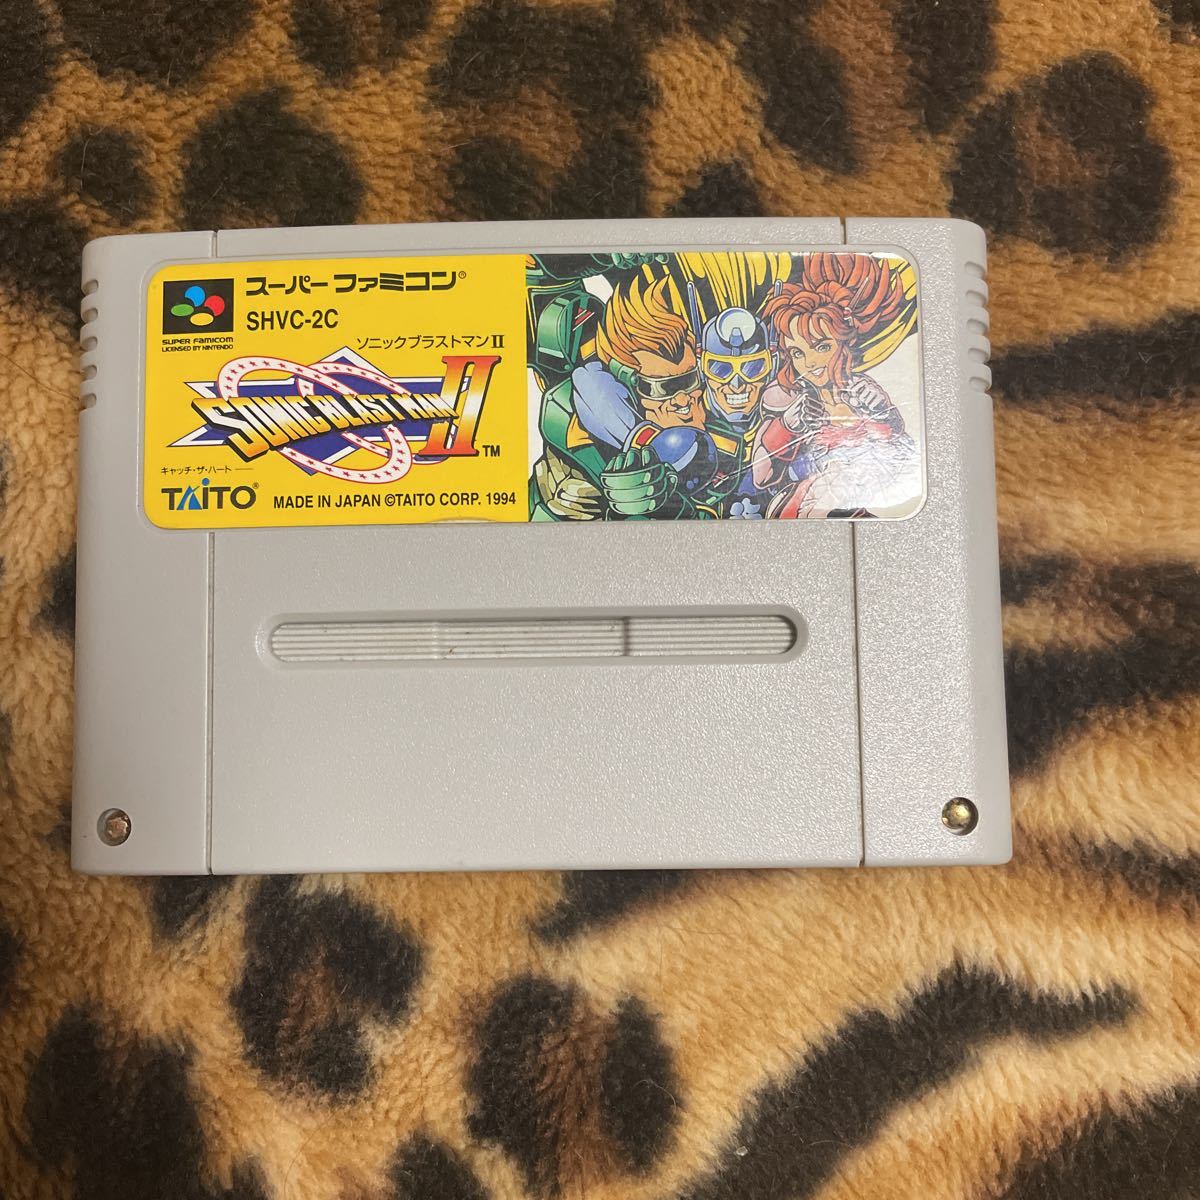 スーパーファミコン®
SHVC-2C
SUPER FAMICOM
LICENSED BY NINTENDO
ソニックブラストマンII
SONIC BLAST MAN II™
キャッチ・ザ・ハート
TAITO®
MADE IN JAPAN ©TAITO CORP. 1994